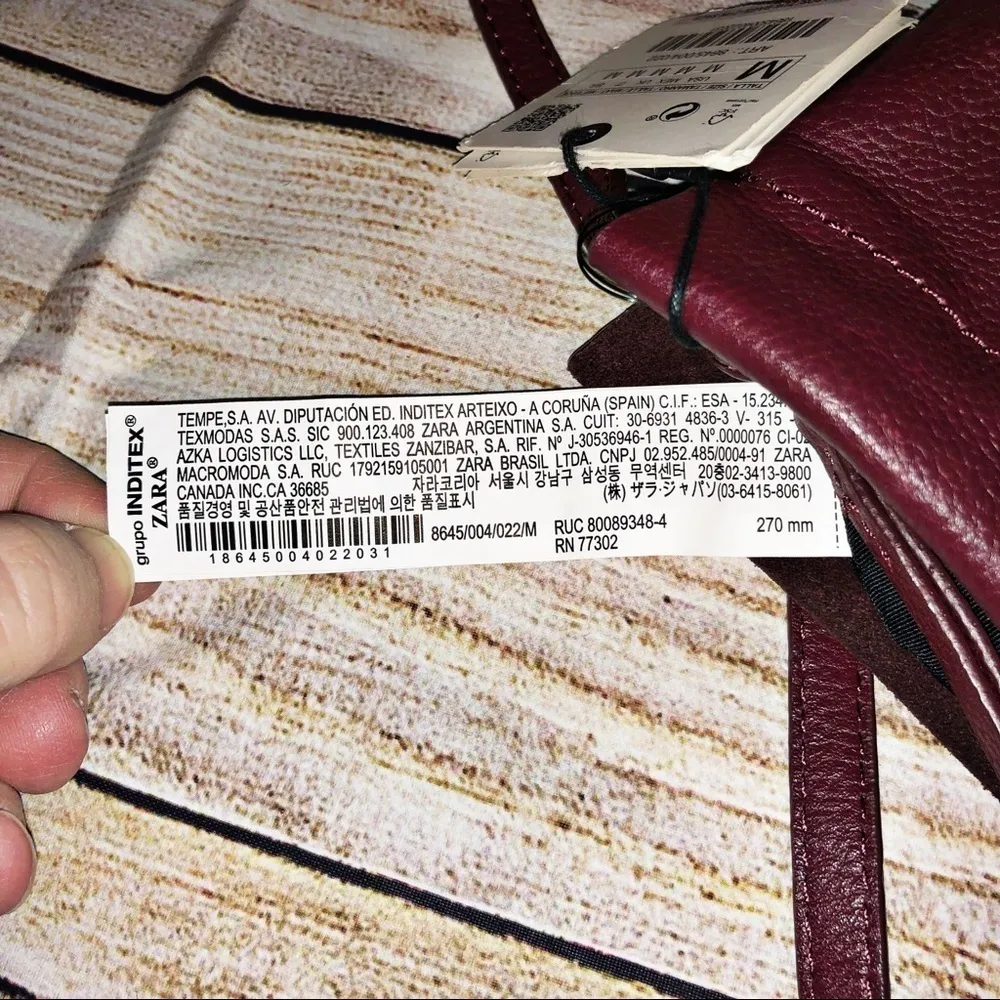 grupo INDITEX®
ZARA®
TEMPE,S.A. AV. DIPUTACIÓN ED. INDITEX ARTEIXO - A CORUÑA (SPAIN) C.I.F.: ESA - 15.234
TEXMODAS S.A.S. SIC 900.123.408 ZARA ARGENTINA S.A. CUIT: 30-6931 4836-3 V- 315 -
AZKA LOGISTICS LLC, TEXTILES ZANZIBAR, S.A. RIF. Nº J-30536946-1 REG. Nº.0000076 CI-02
MACROMODA S.A. RUC 1792159105001 ZARA BRASIL LTDA. CNPJ 02.952.485/0004-91 ZARA
CANADA INC.CA 36685 자라코리아 서울시 강남구 삼성동 무역센터 20층02-3413-9800
품질경영 및 공산품안전 관리법에 의한 품질표시 (株) ザラ・ジャパン(03-6415-8061)
18645004022031
8645/004/022/M
RUC 80089348-4
RN 77302
270 mm
M
M M M M
USA MEX
ART.